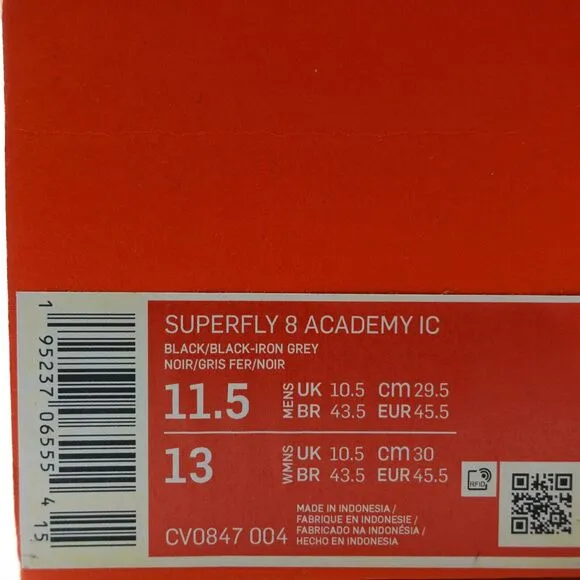 SUPERFLY 8 ACADEMY IC
BLACK/BLACK-IRON GREY
NOIR/GRIS FER/NOIR
11.5 MENS UK 10.5 CM 29.5
BR 43.5 EUR 45.5
13 WMNS UK 10.5 CM 30
BR 43.5 EUR 45.5
RFID
CV0847 004
MADE IN INDONESIA /
FABRIQUE EN INDONESIE /
FABRICADO NA INDONÉSIA /
HECHO EN INDONESIA
1 95237 06555 4 15